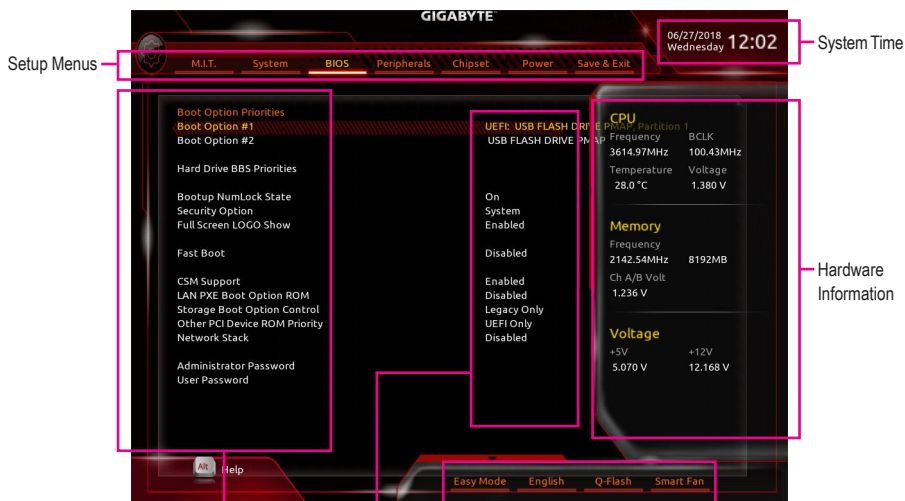 GIGABYTE™
06/27/2018
Wednesday 12:02
System Time
Setup Menus
M.I.T. System BIOS Peripherals Chipset Power Save & Exit
Boot Option Priorities
Boot Option #1 UEFI: USB FLASH DRIVE PMAP, Partition 1
Boot Option #2 USB FLASH DRIVE PMAP
Hard Drive BBS Priorities
Bootup NumLock State On
Security Option System
Full Screen LOGO Show Enabled
Fast Boot Disabled
CSM Support Enabled
LAN PXE Boot Option ROM Disabled
Storage Boot Option Control Legacy Only
Other PCI Device ROM Priority UEFI Only
Network Stack Disabled
Administrator Password
User Password
CPU
Frequency BCLK
3614.97MHz 100.43MHz
Temperature Voltage
28.0 °C 1.380 V
Memory
Frequency
2142.54MHz 8192MB
Ch A/B Volt
1.236 V
Voltage
+5V +12V
5.070 V 12.168 V
Hardware
Information
Alt Help
Easy Mode English Q-Flash Smart Fan